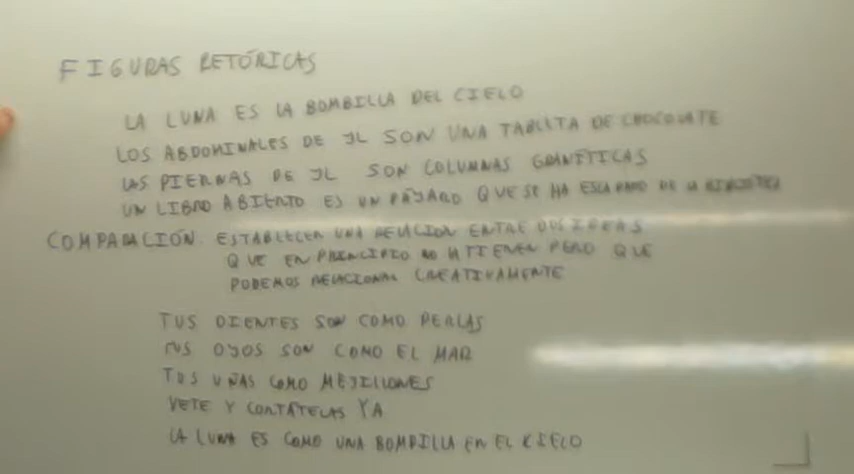 FIGURAS RETÓRICAS
LA LUNA ES LA BOMBILLA DEL CIELO
LOS ABDOMINALES DE JL SON UNA TABLETA DE CHOCOLATE
LAS PIERNAS DE JL SON COLUMNAS GRANÍTICAS
UN LIBRO ABIERTO ES UN PÁJARO QUE SE HA ESCAPADO DE LA BIBLIOTECA
COMPARACIÓN. ESTABLECER UNA RELACION ENTRE DOS IDEAS
QUE EN PRINCIPIO NO LA TIENEN PERO QUE
PODEMOS RELACIONAR CREATIVAMENTE
TUS DIENTES SON COMO PERLAS
TUS OJOS SON COMO EL MAR
TUS UÑAS COMO MEJILLONES
VETE Y CORTATELAS YA
LA LUNA ES COMO UNA BOMBILLA EN EL CIELO